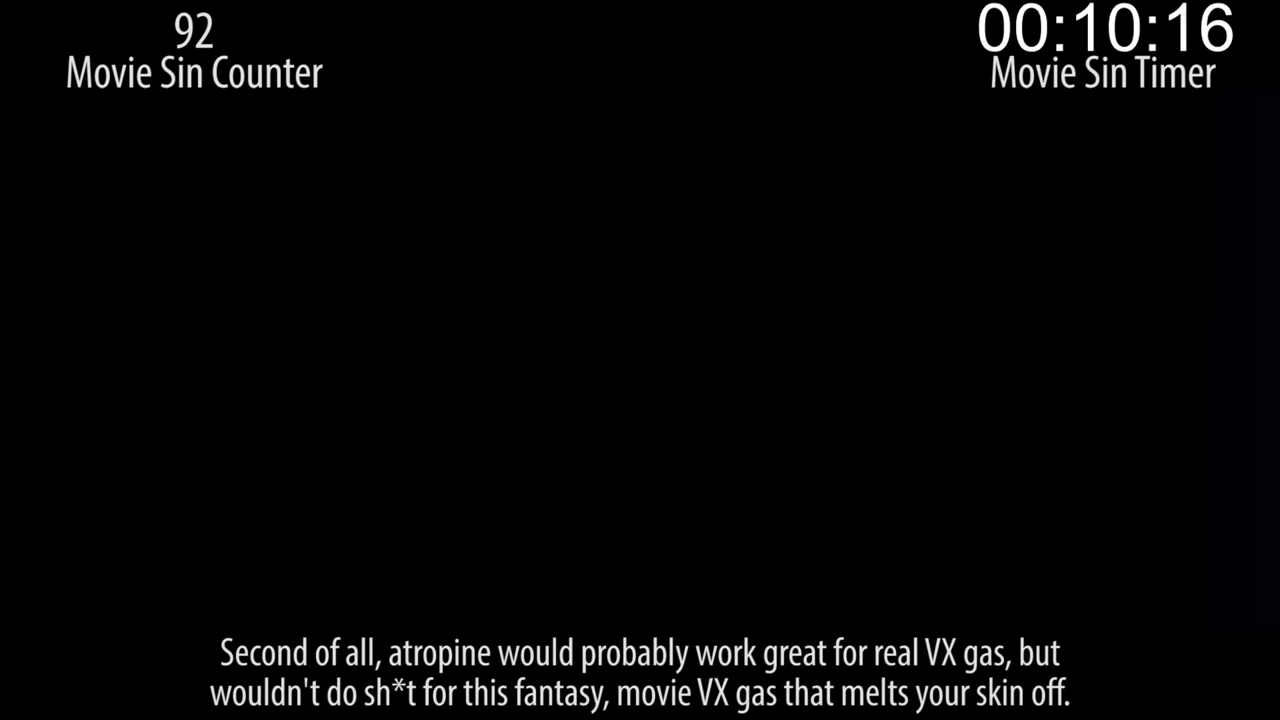 92
Movie Sin Counter
00:10:16
Movie Sin Timer
Second of all, atropine would probably work great for real VX gas, but
wouldn't do sh*t for this fantasy, movie VX gas that melts your skin off.